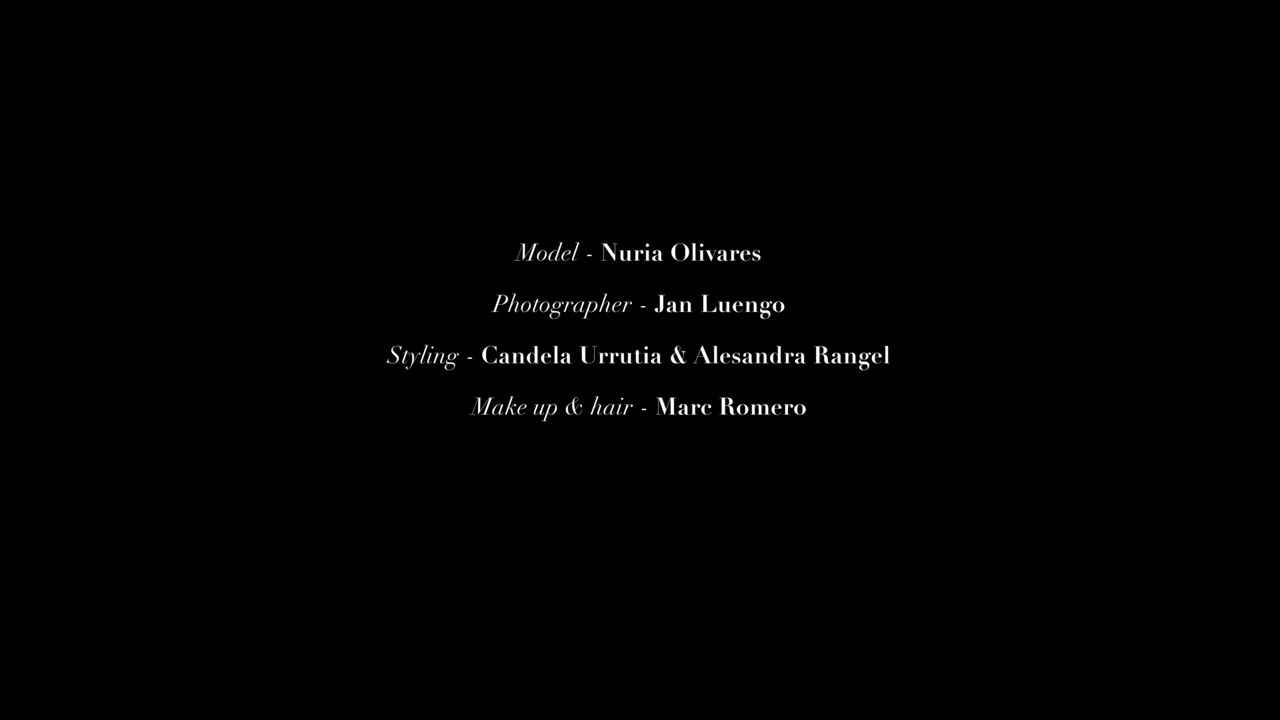 Model - Nuria Olivares
Photographer - Jan Luengo
Styling - Candela Urrutia & Alesandra Rangel
Make up & hair - Marc Romero